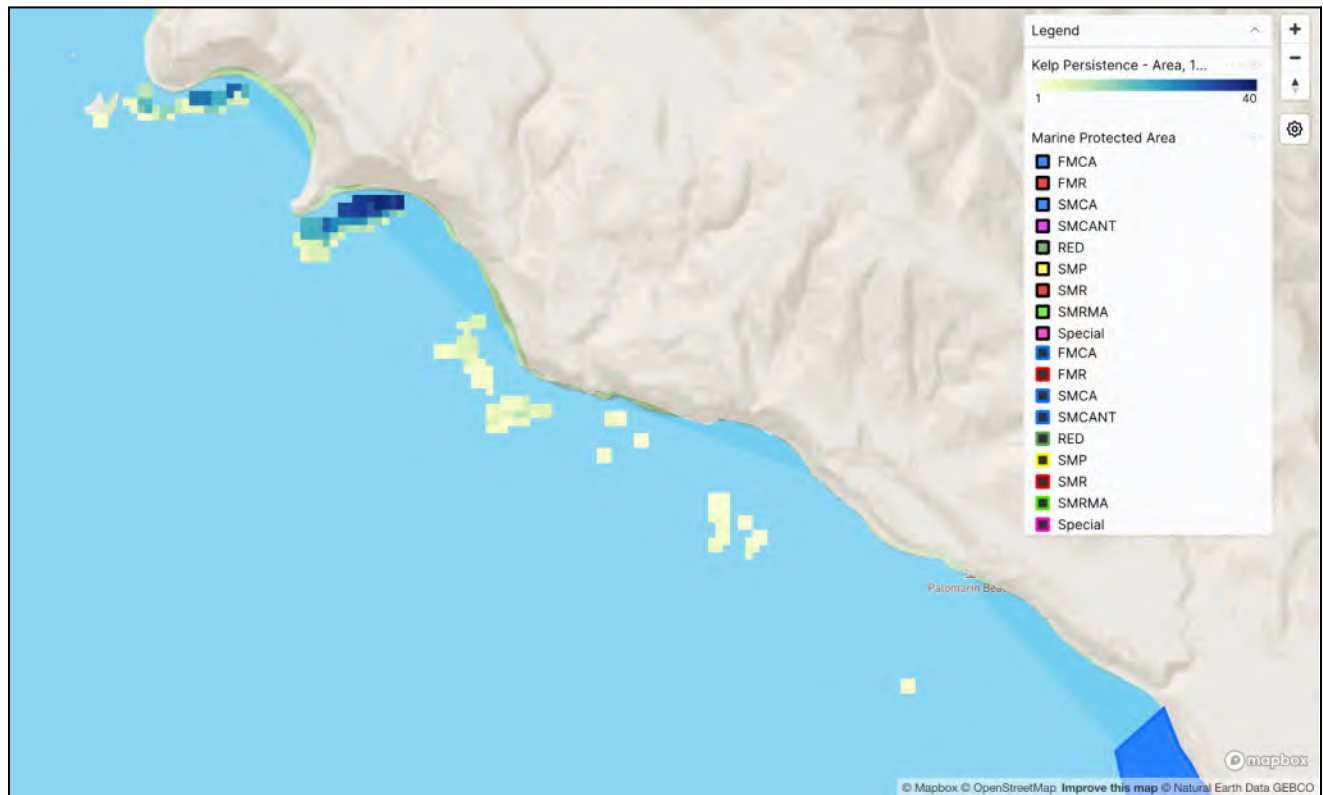 Legend
Kelp Persistence - Area, 1...
1
40
Marine Protected Area
FMCA
FMR
SMCA
SMCANT
RED
SMP
SMR
SMRMA
Special
FMCA
FMR
SMCA
SMCANT
RED
SMP
SMR
SMRMA
Special
Palomarin
mapbox
© Mapbox © OpenStreetMap Improve this map © Natural Earth Data GEBCO